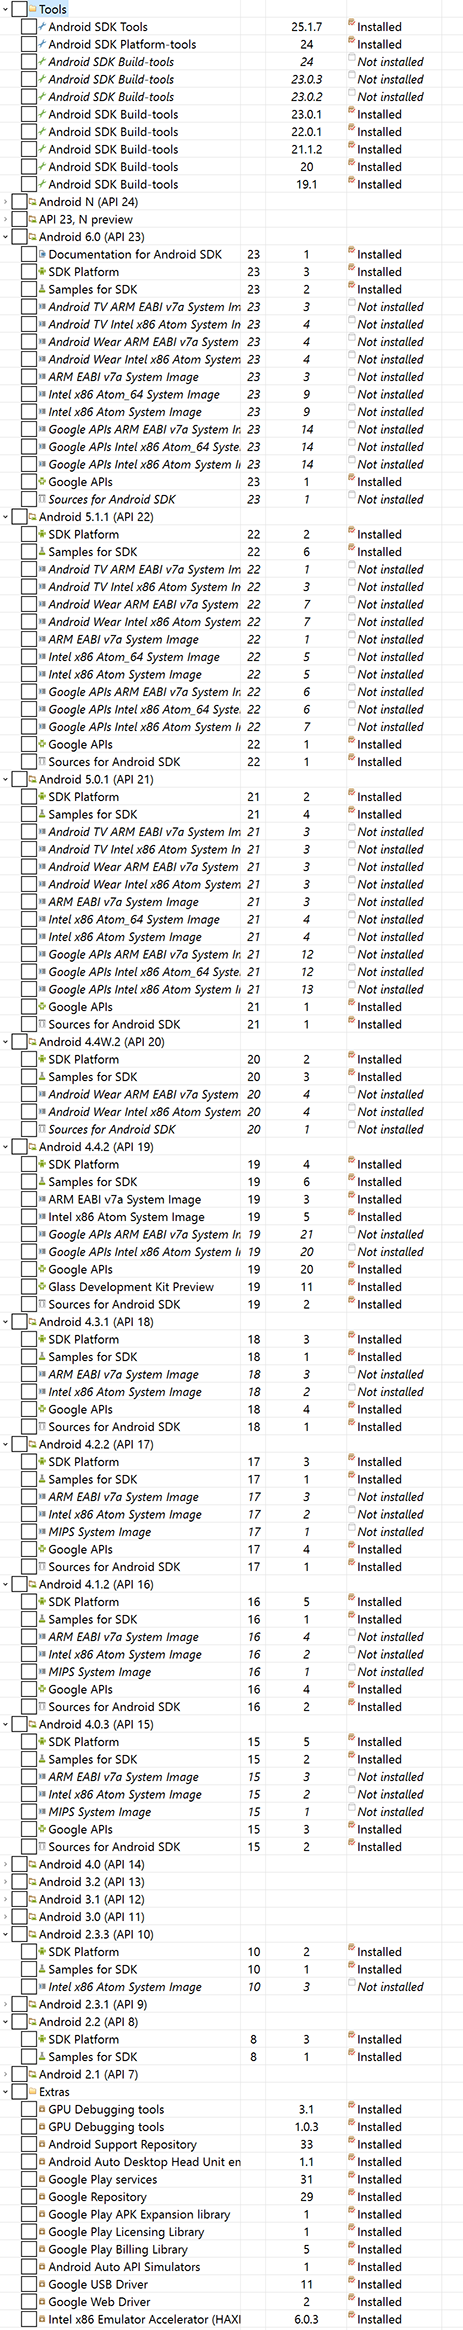 Tools
Android SDK Tools 25.1.7 Installed
Android SDK Platform-tools 24 Installed
Android SDK Build-tools 24 Not installed
Android SDK Build-tools 23.0.3 Not installed
Android SDK Build-tools 23.0.2 Not installed
Android SDK Build-tools 23.0.1 Installed
Android SDK Build-tools 22.0.1 Installed
Android SDK Build-tools 21.1.2 Installed
Android SDK Build-tools 20 Installed
Android SDK Build-tools 19.1 Installed
Android N (API 24)
API 23, N preview
Android 6.0 (API 23)
Documentation for Android SDK 23 1 Installed
SDK Platform 23 3 Installed
Samples for SDK 23 2 Installed
Android TV ARM EABI v7a System Im 23 3 Not installed
Android TV Intel x86 Atom System 23 4 Not installed
Android Wear ARM EABI v7a System 23 4 Not installed
Android Wear Intel x86 Atom System 23 4 Not installed
ARM EABI v7a System Image 23 3 Not installed
Intel x86 Atom_64 System Image 23 9 Not installed
Intel x86 Atom System Image 23 9 Not installed
Google APIs ARM EABI v7a System Ir 23 14 Not installed
Google APIs Intel x86 Atom_64 Syste 23 14 Not installed
Google APIs Intel x86 Atom System I 23 14 Not installed
Google APIs 23 1 Installed
Sources for Android SDK 23 1 Not installed
Android 5.1.1 (API 22)
SDK Platform 22 2 Installed
Samples for SDK 22 6 Installed
Android TV ARM EABI v7a System Im 22 1 Not installed
Android TV Intel x86 Atom System 22 3 Not installed
Android Wear ARM EABI v7a System 22 7 Not installed
Android Wear Intel x86 Atom System 22 7 Not installed
ARM EABI v7a System Image 22 1 Not installed
Intel x86 Atom_64 System Image 22 5 Not installed
Intel x86 Atom System Image 22 5 Not installed
Google APIs ARM EABI v7a System Ir 22 6 Not installed
Google APIs Intel x86 Atom_64 Syste 22 6 Not installed
Google APIs Intel x86 Atom System I 22 7 Not installed
Google APIs 22 1 Installed
Sources for Android SDK 22 1 Installed
Android 5.0.1 (API 21)
SDK Platform 21 2 Installed
Samples for SDK 21 4 Installed
Android TV ARM EABI v7a System Im 21 3 Not installed
Android TV Intel x86 Atom System 21 3 Not installed
Android Wear ARM EABI v7a System 21 3 Not installed
Android Wear Intel x86 Atom System 21 3 Not installed
ARM EABI v7a System Image 21 3 Not installed
Intel x86 Atom_64 System Image 21 4 Not installed
Intel x86 Atom System Image 21 4 Not installed
Google APIs ARM EABI v7a System Ir 21 12 Not installed
Google APIs Intel x86 Atom_64 Syste 21 12 Not installed
Google APIs Intel x86 Atom System I 21 13 Not installed
Google APIs 21 1 Installed
Sources for Android SDK 21 1 Installed
Android 4.4W.2 (API 20)
SDK Platform 20 2 Installed
Samples for SDK 20 3 Installed
Android Wear ARM EABI v7a System 20 4 Not installed
Android Wear Intel x86 Atom System 20 4 Not installed
Sources for Android SDK 20 1 Not installed
Android 4.4.2 (API 19)
SDK Platform 19 4 Installed
Samples for SDK 19 6 Installed
ARM EABI v7a System Image 19 3 Installed
Intel x86 Atom System Image 19 5 Installed
Google APIs ARM EABI v7a System Ir 19 21 Not installed
Google APIs Intel x86 Atom System I 19 20 Not installed
Google APIs 19 20 Installed
Glass Development Kit Preview 19 11 Installed
Sources for Android SDK 19 2 Installed
Android 4.3.1 (API 18)
SDK Platform 18 3 Installed
Samples for SDK 18 1 Installed
ARM EABI v7a System Image 18 3 Not installed
Intel x86 Atom System Image 18 2 Not installed
Google APIs 18 4 Installed
Sources for Android SDK 18 1 Installed
Android 4.2.2 (API 17)
SDK Platform 17 3 Installed
Samples for SDK 17 1 Installed
ARM EABI v7a System Image 17 3 Not installed
Intel x86 Atom System Image 17 2 Not installed
MIPS System Image 17 1 Not installed
Google APIs 17 4 Installed
Sources for Android SDK 17 1 Installed
Android 4.1.2 (API 16)
SDK Platform 16 5 Installed
Samples for SDK 16 1 Installed
ARM EABI v7a System Image 16 4 Not installed
Intel x86 Atom System Image 16 2 Not installed
MIPS System Image 16 1 Not installed
Google APIs 16 4 Installed
Sources for Android SDK 16 2 Installed
Android 4.0.3 (API 15)
SDK Platform 15 5 Installed
Samples for SDK 15 2 Installed
ARM EABI v7a System Image 15 3 Not installed
Intel x86 Atom System Image 15 2 Not installed
MIPS System Image 15 1 Not installed
Google APIs 15 3 Installed
Sources for Android SDK 15 2 Installed
Android 4.0 (API 14)
Android 3.2 (API 13)
Android 3.1 (API 12)
Android 3.0 (API 11)
Android 2.3.3 (API 10)
SDK Platform 10 2 Installed
Samples for SDK 10 1 Installed
Intel x86 Atom System Image 10 3 Not installed
Android 2.3.1 (API 9)
Android 2.2 (API 8)
SDK Platform 8 3 Installed
Samples for SDK 8 1 Installed
Android 2.1 (API 7)
Extras
GPU Debugging tools 3.1 Installed
GPU Debugging tools 1.0.3 Installed
Android Support Repository 33 Installed
Android Auto Desktop Head Unit en 1.1 Installed
Google Play services 31 Installed
Google Repository 29 Installed
Google Play APK Expansion library 1 Installed
Google Play Licensing Library 1 Installed
Google Play Billing Library 5 Installed
Android Auto API Simulators 1 Installed
Google USB Driver 11 Installed
Google Web Driver 2 Installed
Intel x86 Emulator Accelerator (HAXI 6.0.3 Installed